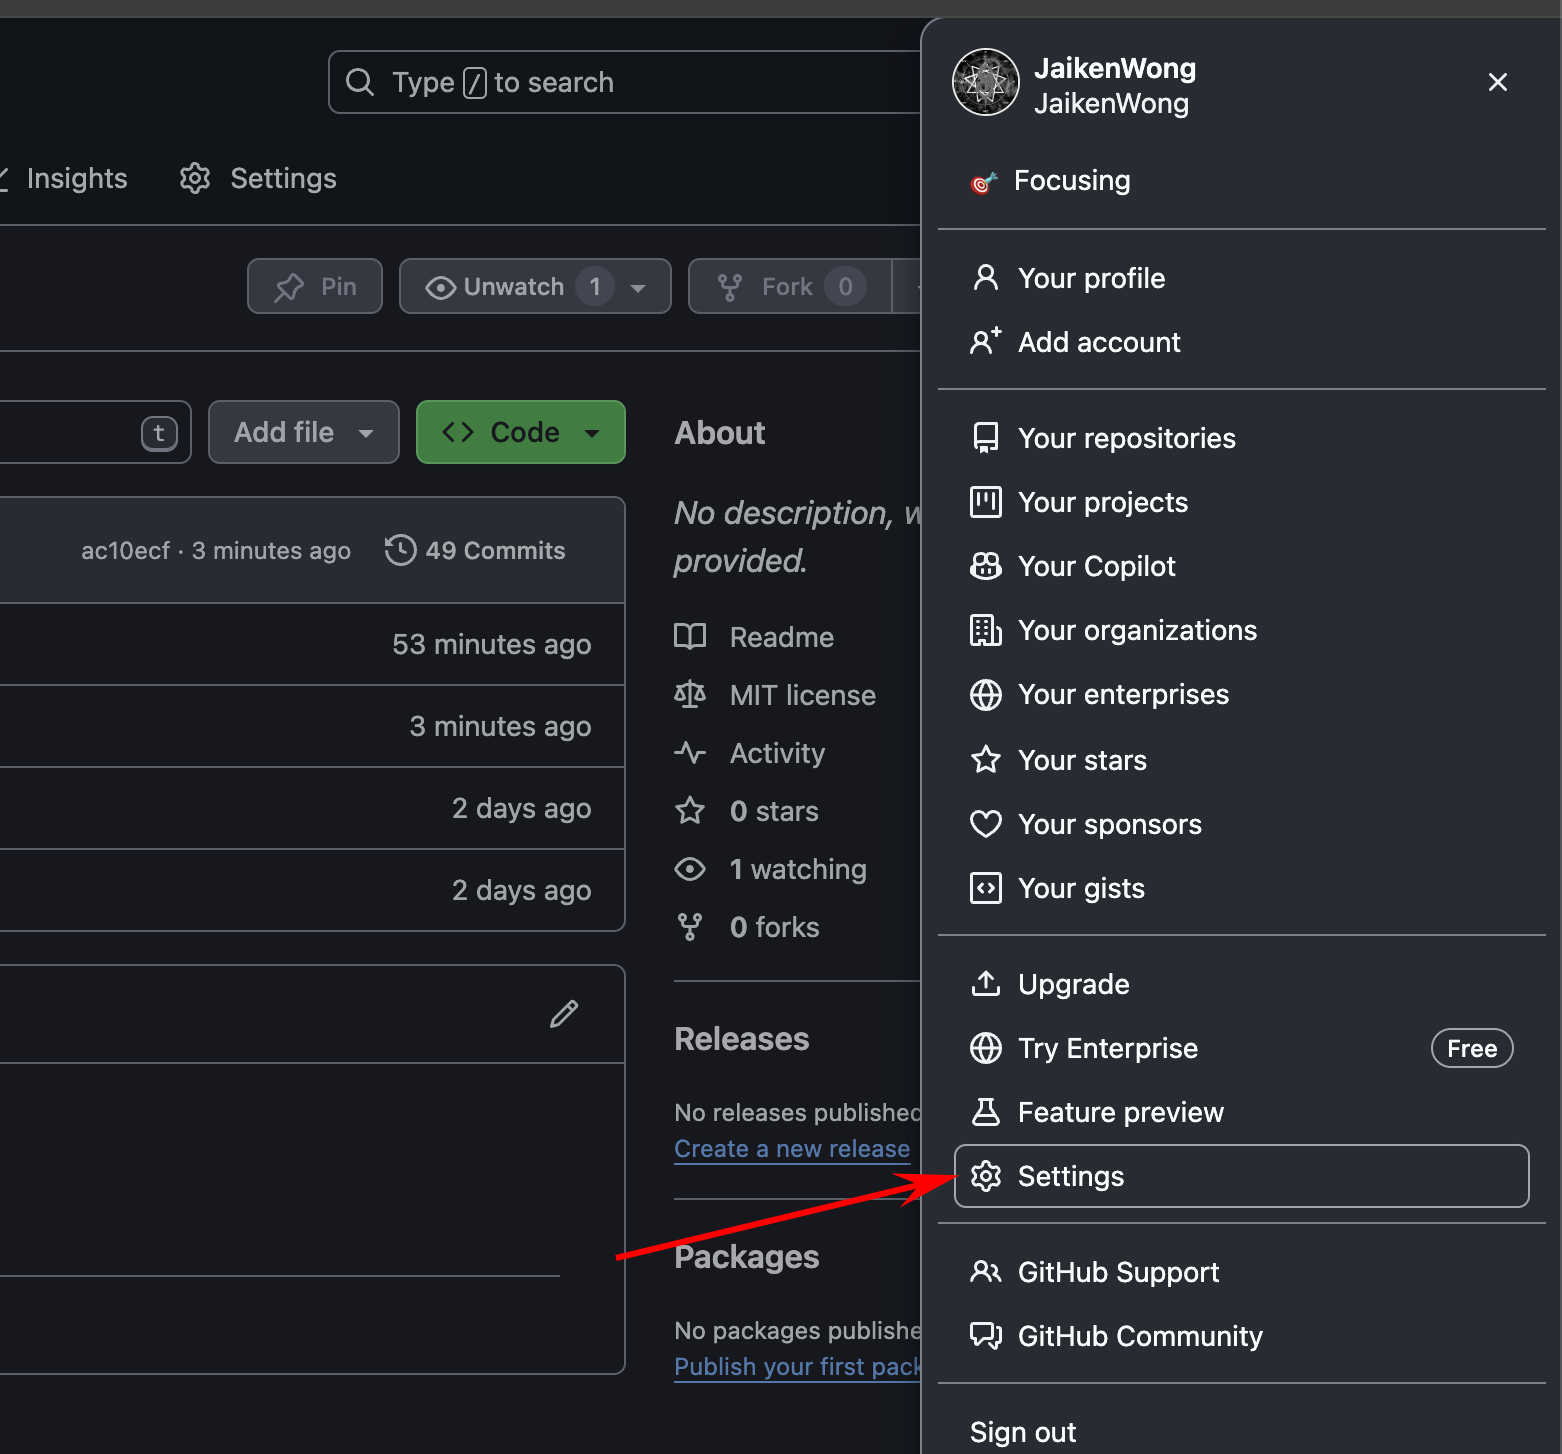 Type / to search
Insights
Settings
Pin
Unwatch 1
Fork 0
t
Add file
Code
ac10ecf · 3 minutes ago
49 Commits
53 minutes ago
3 minutes ago
2 days ago
2 days ago
About
No description, w
provided.
Readme
MIT license
Activity
0 stars
1 watching
0 forks
Releases
No releases published
Create a new release
Packages
No packages publishe
Publish your first pack
JaikenWong
JaikenWong
Focusing
Your profile
Add account
Your repositories
Your projects
Your Copilot
Your organizations
Your enterprises
Your stars
Your sponsors
Your gists
Upgrade
Try Enterprise Free
Feature preview
Settings
GitHub Support
GitHub Community
Sign out